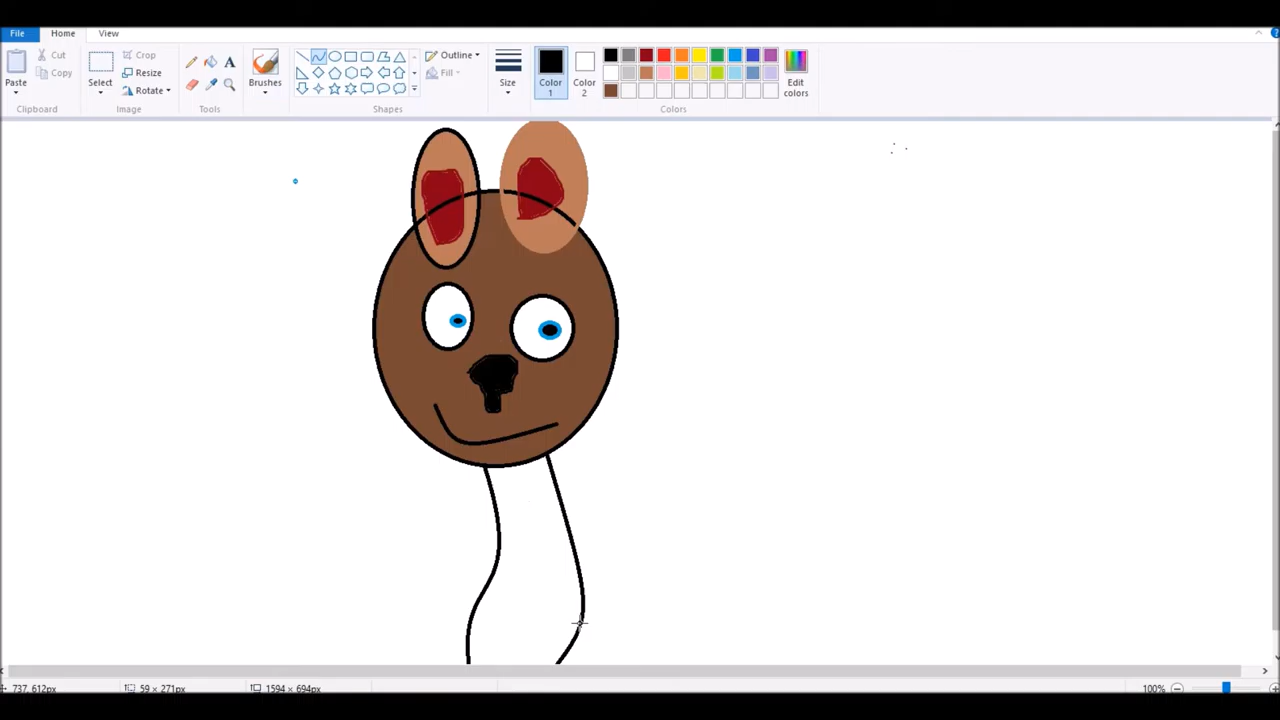 File Home View
Cut Crop Outline
Copy Resize Fill
Paste Select Rotate Brushes Size Color 1 Color 2 Edit colors
Clipboard Image Tools Shapes Colors
737, 612px 59 × 271px 1594 × 694px 100%